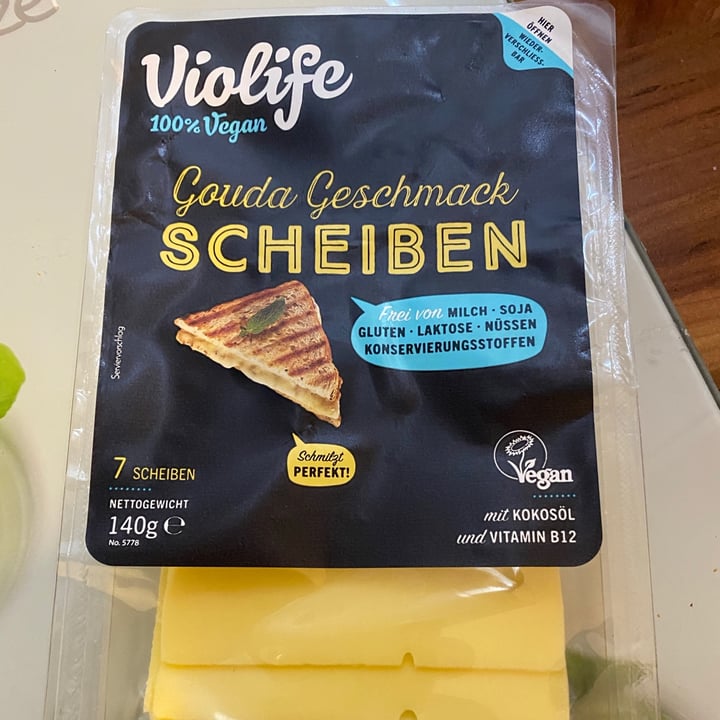 HIER
ÖFFNEN
WIEDER-
VERSCHLIESS-
BAR
Violife
100% Vegan
Gouda Geschmack
SCHEIBEN
Frei von MILCH · SOJA
GLUTEN · LAKTOSE · NÜSSEN
KONSERVIERUNGSSTOFFEN
Serviervorschlag
Schmilzt
PERFEKT!
7 SCHEIBEN
NETTOGEWICHT
140g ℮
No. 5778
Vegan
mit KOKOSÖL
und VITAMIN B12